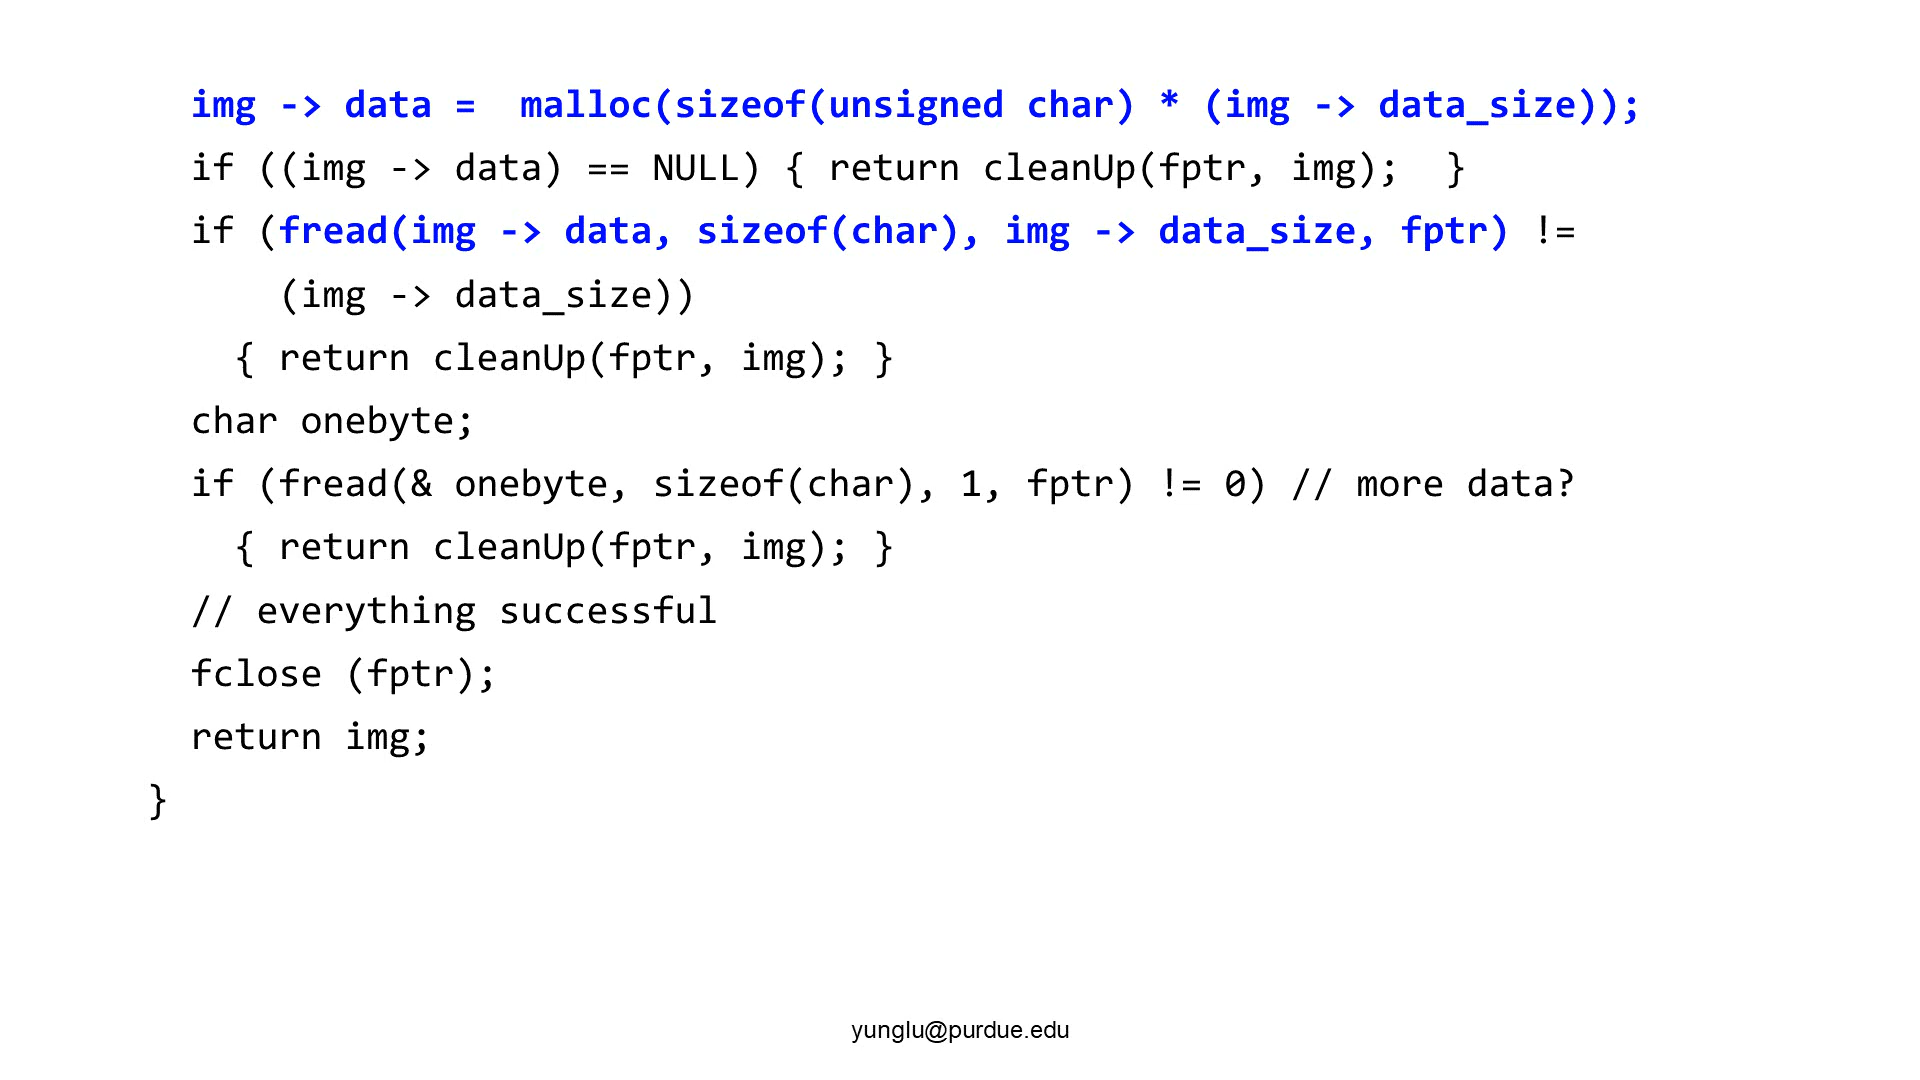 img -> data =  malloc(sizeof(unsigned char) * (img -> data_size));
if ((img -> data) == NULL) { return cleanUp(fptr, img);  }
if (fread(img -> data, sizeof(char), img -> data_size, fptr) !=
(img -> data_size))
{ return cleanUp(fptr, img); }
char onebyte;
if (fread(& onebyte, sizeof(char), 1, fptr) != 0) // more data?
{ return cleanUp(fptr, img); }
// everything successful
fclose (fptr);
return img;
}
yunglu@purdue.edu